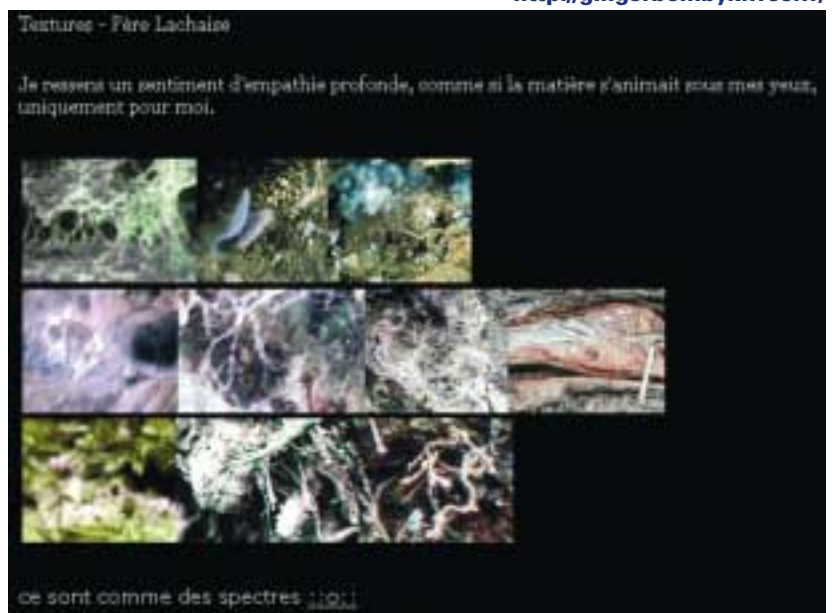 Textures - Père Lachaise
Je ressens un sentiment d'empathie profonde, comme si la matière s'animait sous mes yeux,
uniquement pour moi.
ce sont comme des spectres ::o::